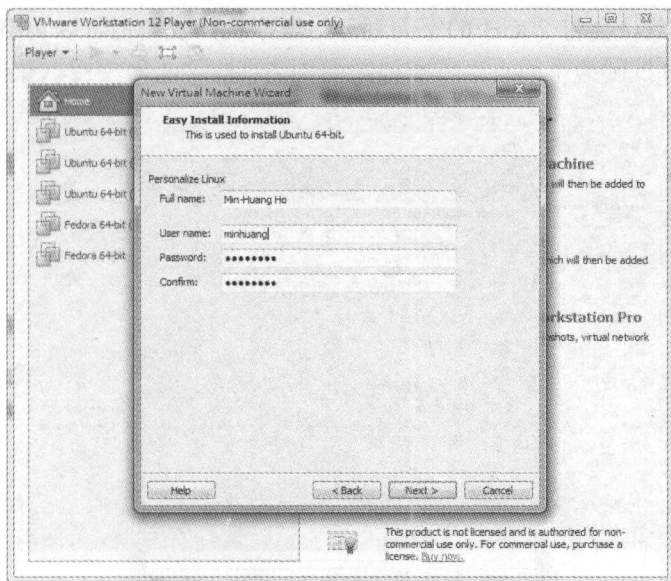 VMware Workstation 12 Player (Non-commercial use only)
Player
Home
Ubuntu 64-bit (
Ubuntu 64-bit (
Ubuntu 64-bit (
Fedora 64-bit (
Fedora 64-bit
New Virtual Machine Wizard
Easy Install Information
This is used to install Ubuntu 64-bit.
Personalize Linux
Full name: Min-Huang Ho
User name: minhuang
Password: ●●●●●●●●
Confirm: ●●●●●●●●
Help
< Back
Next >
Cancel
achine
will then be added to
ich will then be added
rkstation Pro
shots, virtual network
This product is not licensed and is authorized for non-
commercial use only. For commercial use, purchase a
license. Buy now.